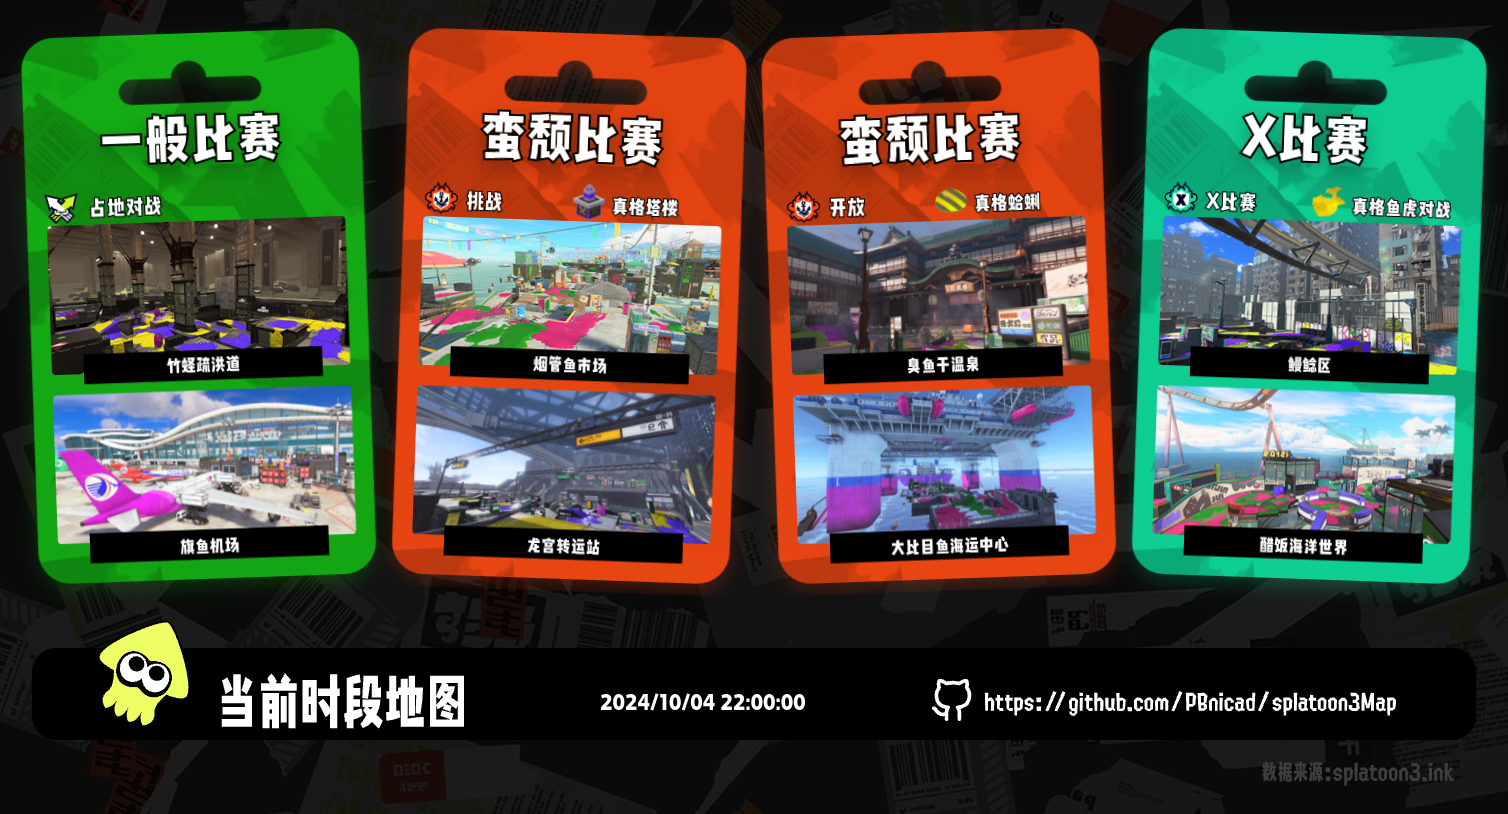 一般比赛
占地对战
竹蛏疏洪道
旗鱼机场
蛮颓比赛
挑战
真格塔楼
烟管鱼市场
龙宫转运站
蛮颓比赛
开放
真格蛤蜊
臭鱼干温泉
大比目鱼海运中心
X比赛
X比赛
真格鱼虎对战
鳗鲶区
醋饭海洋世界
当前时段地图
2024/10/04 22:00:00
https://github.com/PBnicad/splatoon3Map
数据来源:splatoon3.ink